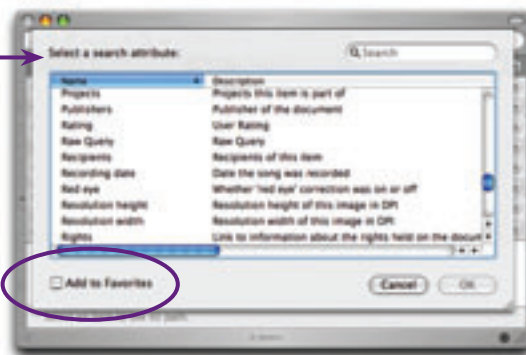 Select a search attribute:
Search
Name Description
Projects Projects this item is part of
Publishers Publisher of the document
Rating User Rating
Raw Query Raw Query
Recipients Recipients of this item
Recording date Date the song was recorded
Red eye Whether 'red eye' correction was on or off
Resolution height Resolution height of this image in DPI
Resolution width Resolution width of this image in DPI
Rights Link to information about the rights held on the docum
Add to Favorites
Cancel OK